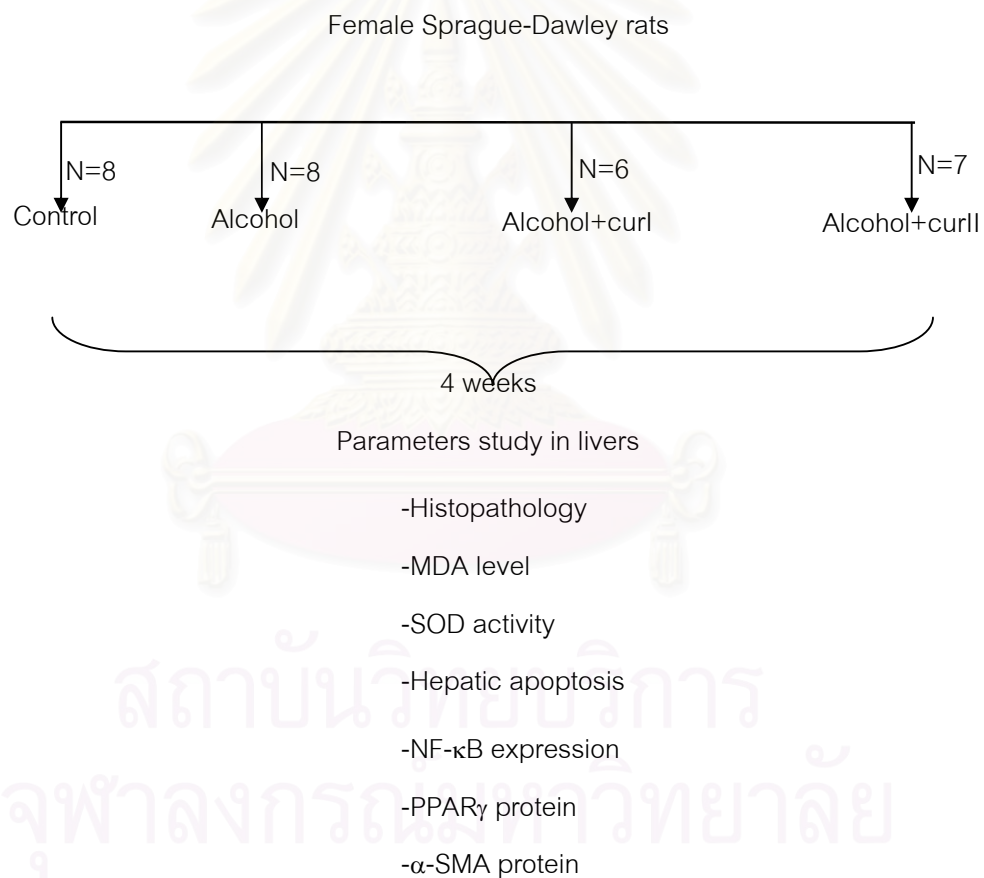 Female Sprague-Dawley rats
N=8
N=8
N=6
N=7
Control
Alcohol
Alcohol+curI
Alcohol+curII
4 weeks
Parameters study in livers
-Histopathology
-MDA level
-SOD activity
-Hepatic apoptosis
-NF-κB expression
-PPARγ protein
-α-SMA protein
สถาบันวิทยบริการ
จุฬาลงกรณ์มหาวิทยาลัย